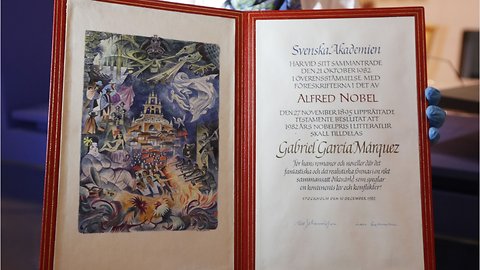 Svenska Akademien
HAR VID SITT SAMMANTRÄDE
DEN 21 OKTOBER 1982
I ÖVERENSSTÄMMELSE MED
FÖRESKRIFTERNA I DET AV
ALFRED NOBEL
DEN 27 NOVEMBER 1895 UPPRÄTTADE
TESTAMENTE BESLUTAT ATT
1982 ÅRS NOBELPRIS I LITTERATUR
SKALL TILLDELAS
Gabriel García Márquez
för hans romaner och noveller där det
fantastiska och det realistiska förenas i en rikt
sammansatt diktvärld som speglar
en kontinents liv och konflikter
STOCKHOLM DEN 10 DECEMBER 1982